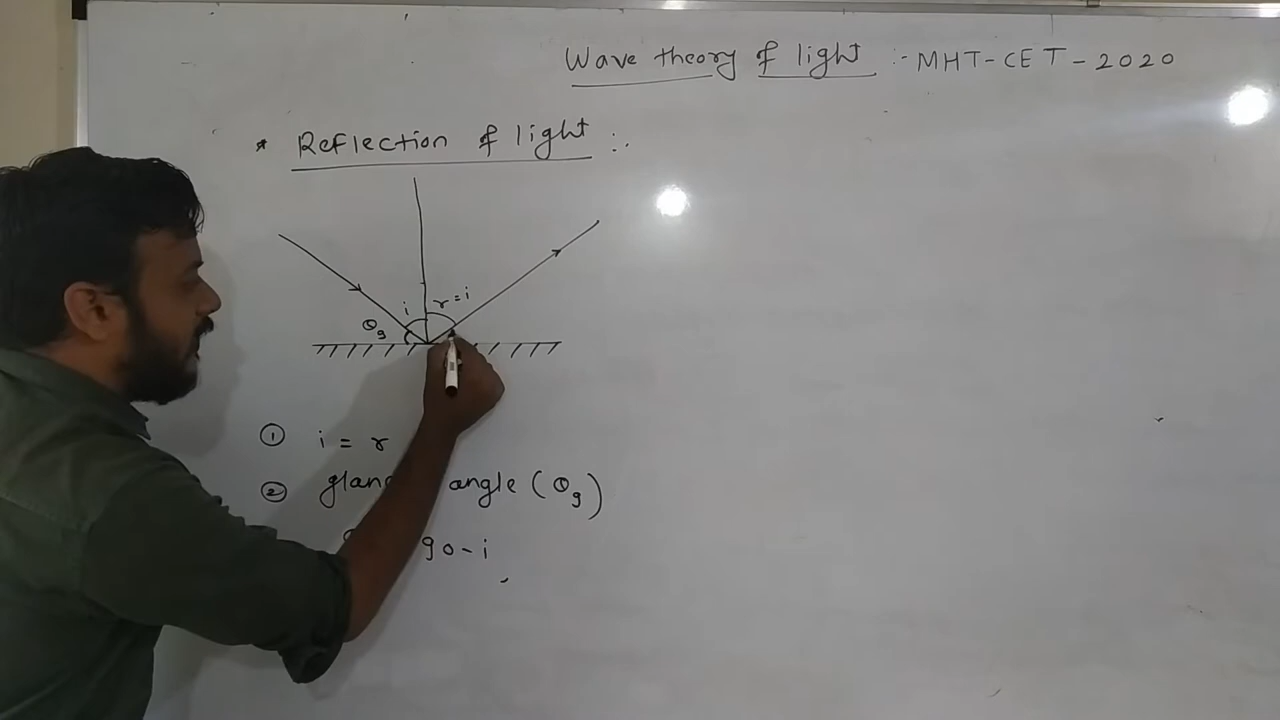 Wave theory of light :- MHT-CET-2020
* Reflection of light :.
i r=i
θg
① i = r
② angle (θg)
90-i